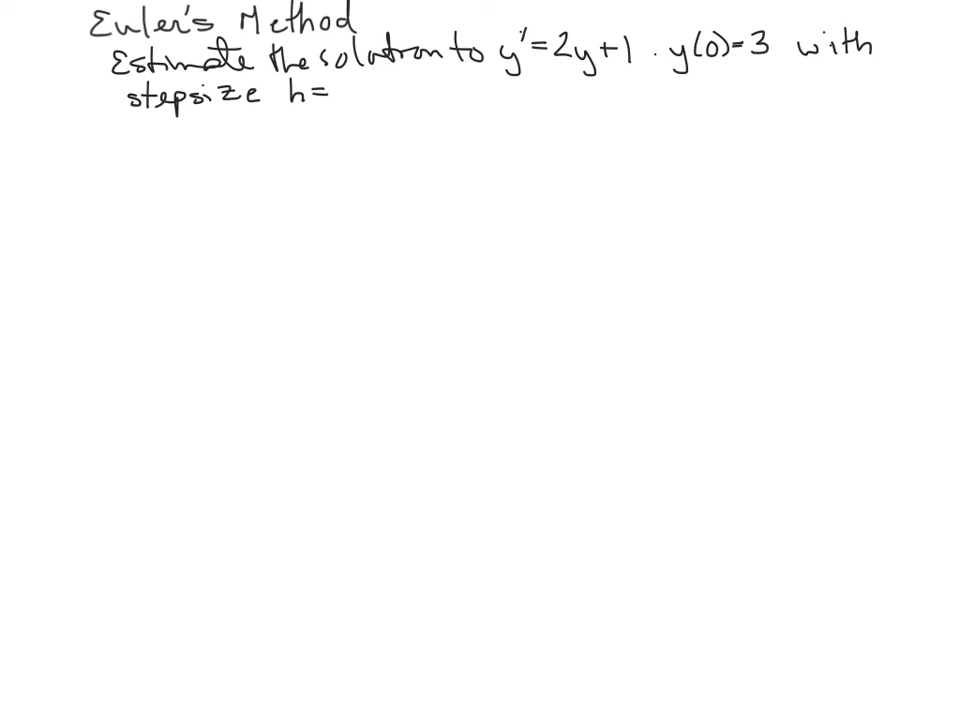 Euler's Method
Estimate the solution to y' = 2y + 1 . y(0) = 3 with
stepsize h =